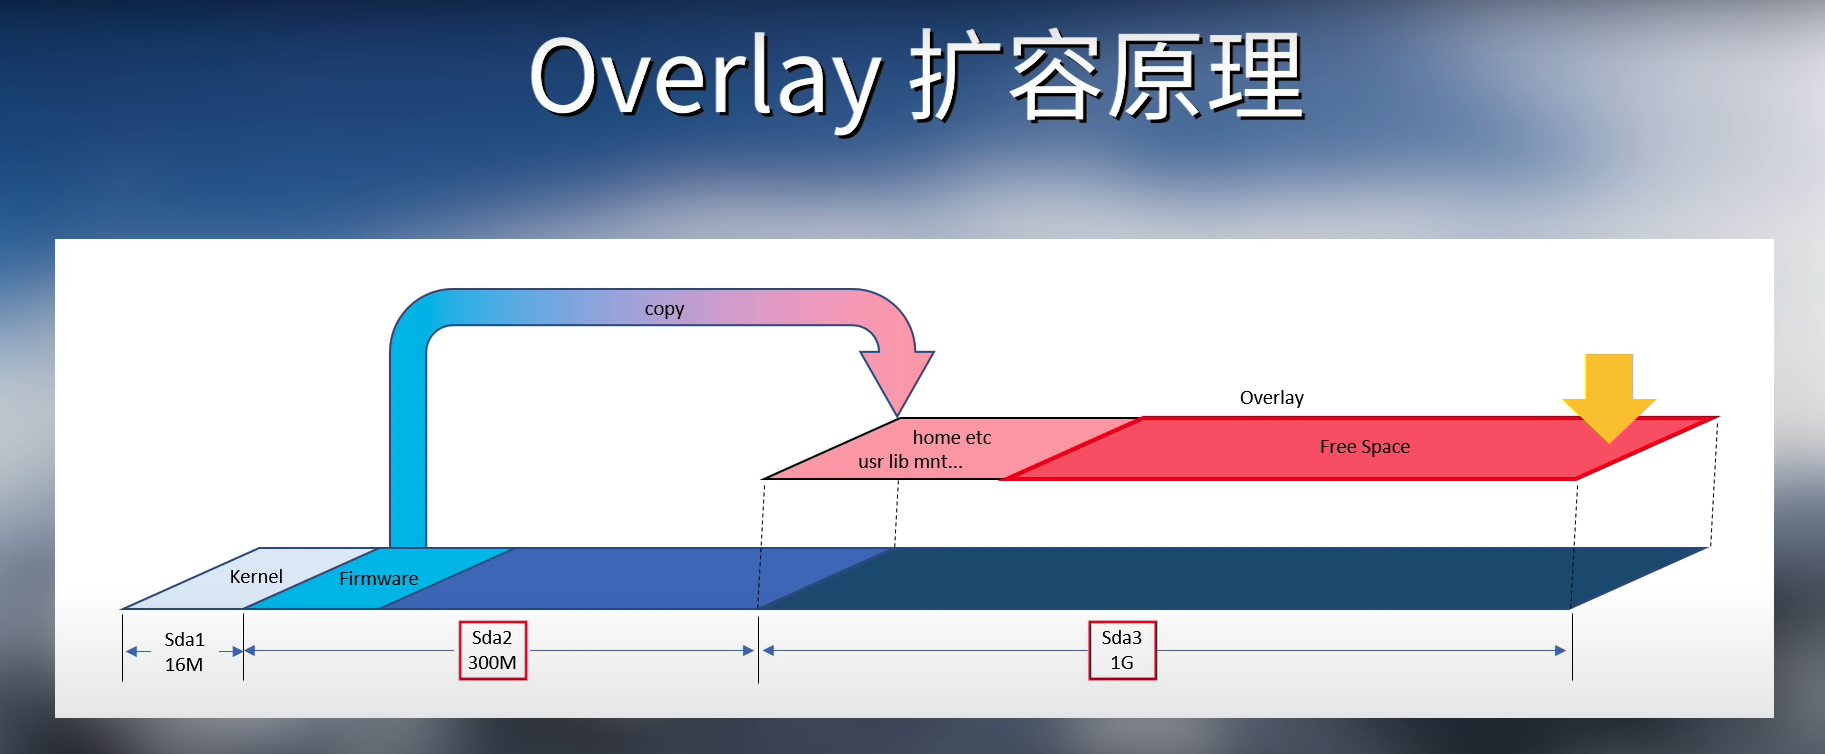 Overlay 扩容原理
copy
Overlay
home etc
usr lib mnt...
Free Space
Kernel
Firmware
Sda1
16M
Sda2
300M
Sda3
1G